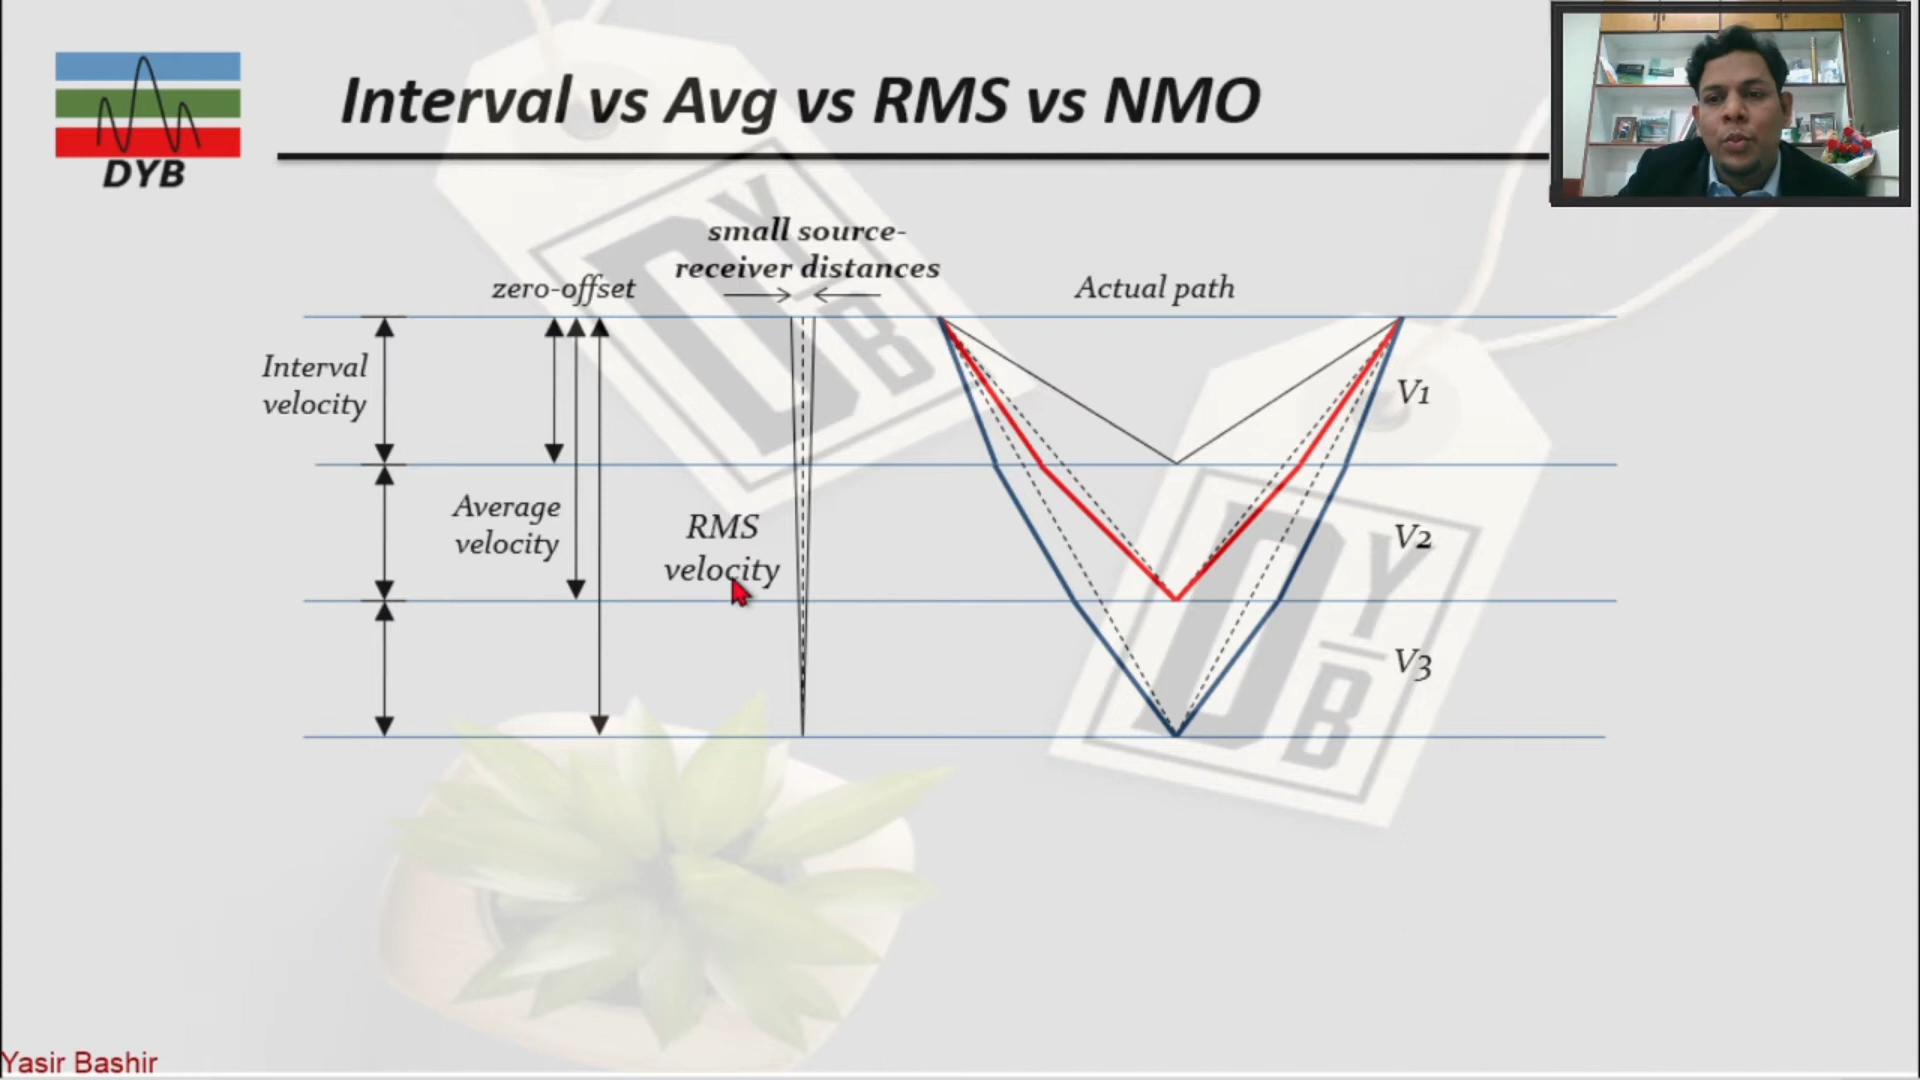 Interval vs Avg vs RMS vs NMO
DYB
small source-
receiver distances
zero-offset
Actual path
Interval
velocity
V1
Average
velocity
RMS
velocity
V2
V3
D Y B
D Y B
Yasir Bashir